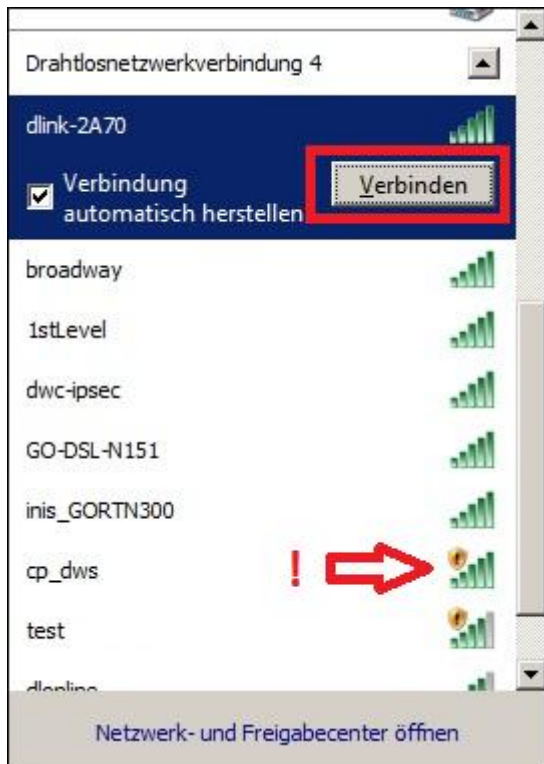 Drahtlosnetzwerkverbindung 4
dlink-2A70
Verbindung
automatisch herstellen
Verbinden
broadway
1stLevel
dwc-ipsec
GO-DSL-N151
inis_GORTN300
cp_dws
!
test
Netzwerk- und Freigabecenter öffnen